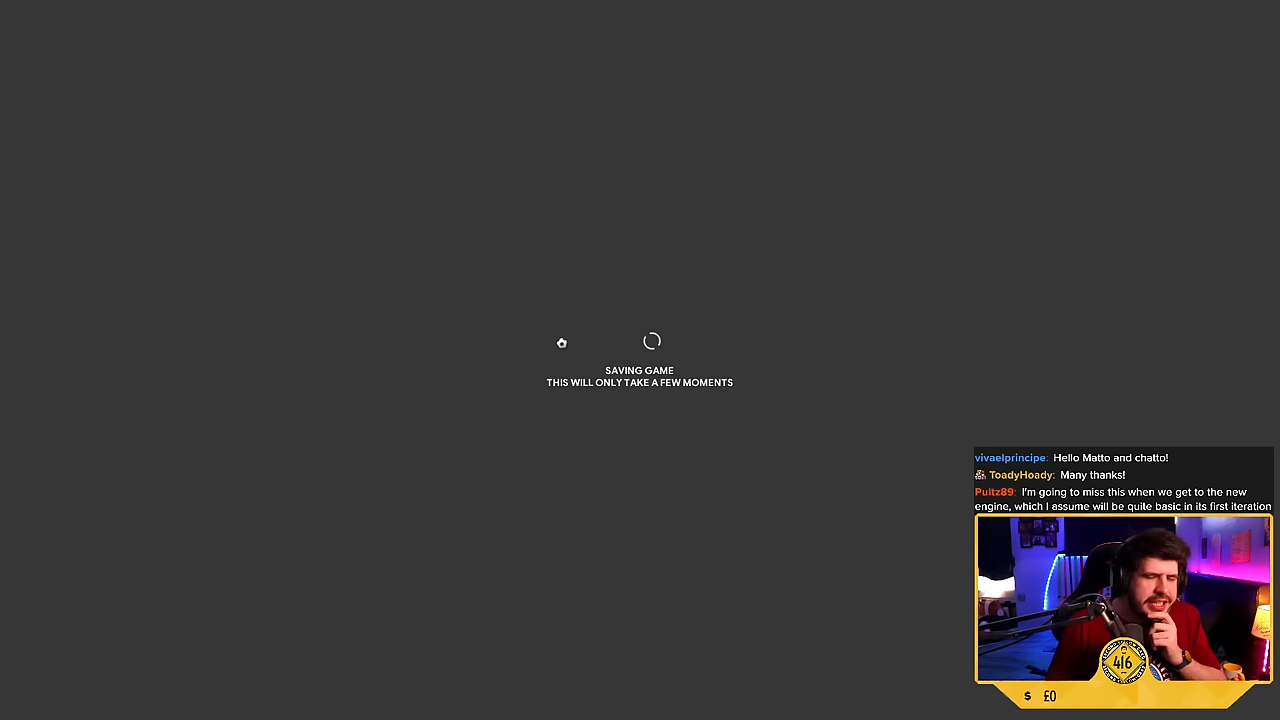 SAVING GAME
THIS WILL ONLY TAKE A FEW MOMENTS
vivaelprincipe: Hello Matto and chatto!
ToadyHoady: Many thanks!
Pultz89: I'm going to miss this when we get to the new
engine, which I assume will be quite basic in its first iteration
416
$ £0